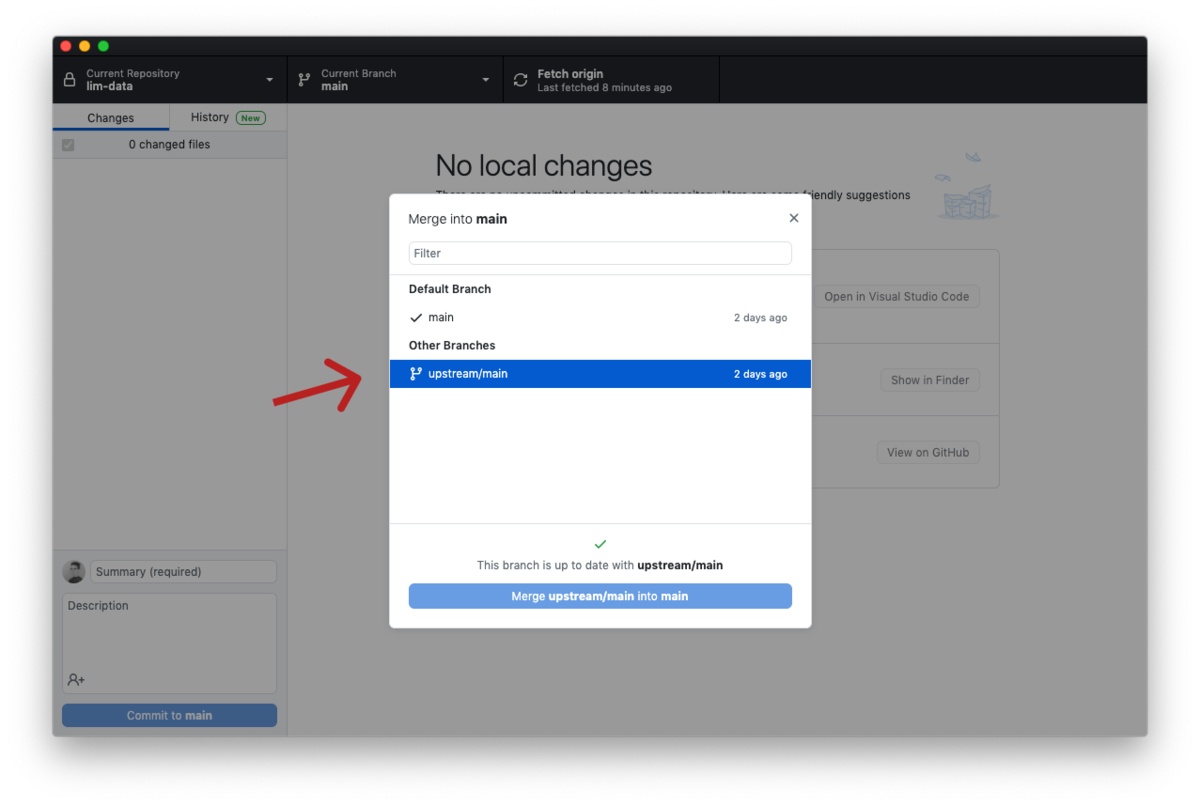 Current Repository
lim-data
Current Branch
main
Fetch origin
Last fetched 8 minutes ago
Changes
History New
0 changed files
No local changes
There are no uncommitted changes in this repository. Here are some friendly suggestions
Merge into main
Filter
Default Branch
main 2 days ago
Other Branches
upstream/main 2 days ago
This branch is up to date with upstream/main
Merge upstream/main into main
Open in Visual Studio Code
Show in Finder
View on GitHub
Summary (required)
Description
Commit to main